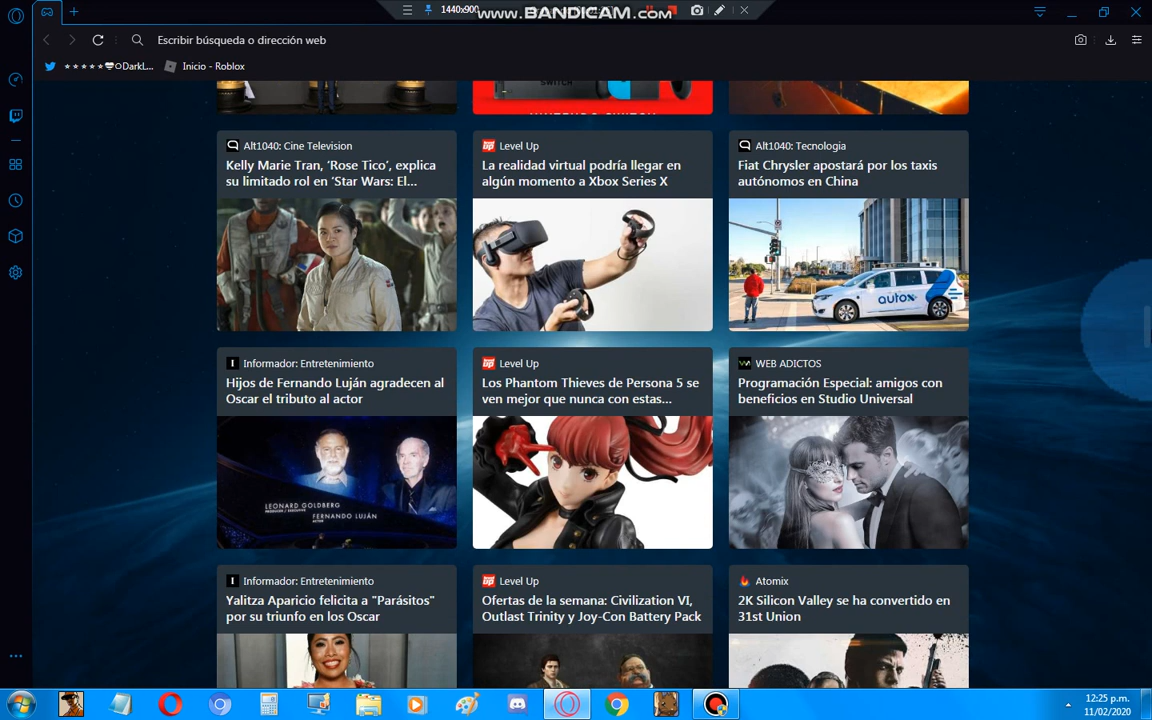 1440x900
www.BANDICAM.com
Escribir búsqueda o dirección web
★★★★★❤○DarkL...
Inicio - Roblox
SWITCH
NINTENDO SWITCH
Alt1040: Cine Television
Kelly Marie Tran, 'Rose Tico', explica
su limitado rol en 'Star Wars: El...
Level Up
La realidad virtual podría llegar en
algún momento a Xbox Series X
Alt1040: Tecnologia
Fiat Chrysler apostará por los taxis
autónomos en China
autox
Informador: Entretenimiento
Hijos de Fernando Luján agradecen al
Oscar el tributo al actor
LEONARD GOLDBERG
PRODUCER / EXECUTIVE
FERNANDO LUJÁN
ACTOR
Level Up
Los Phantom Thieves de Persona 5 se
ven mejor que nunca con estas...
WEB ADICTOS
Programación Especial: amigos con
beneficios en Studio Universal
Informador: Entretenimiento
Yalitza Aparicio felicita a "Parásitos"
por su triunfo en los Oscar
Level Up
Ofertas de la semana: Civilization VI,
Outlast Trinity y Joy-Con Battery Pack
Atomix
2K Silicon Valley se ha convertido en
31st Union
12:25 p.m.
11/02/2020